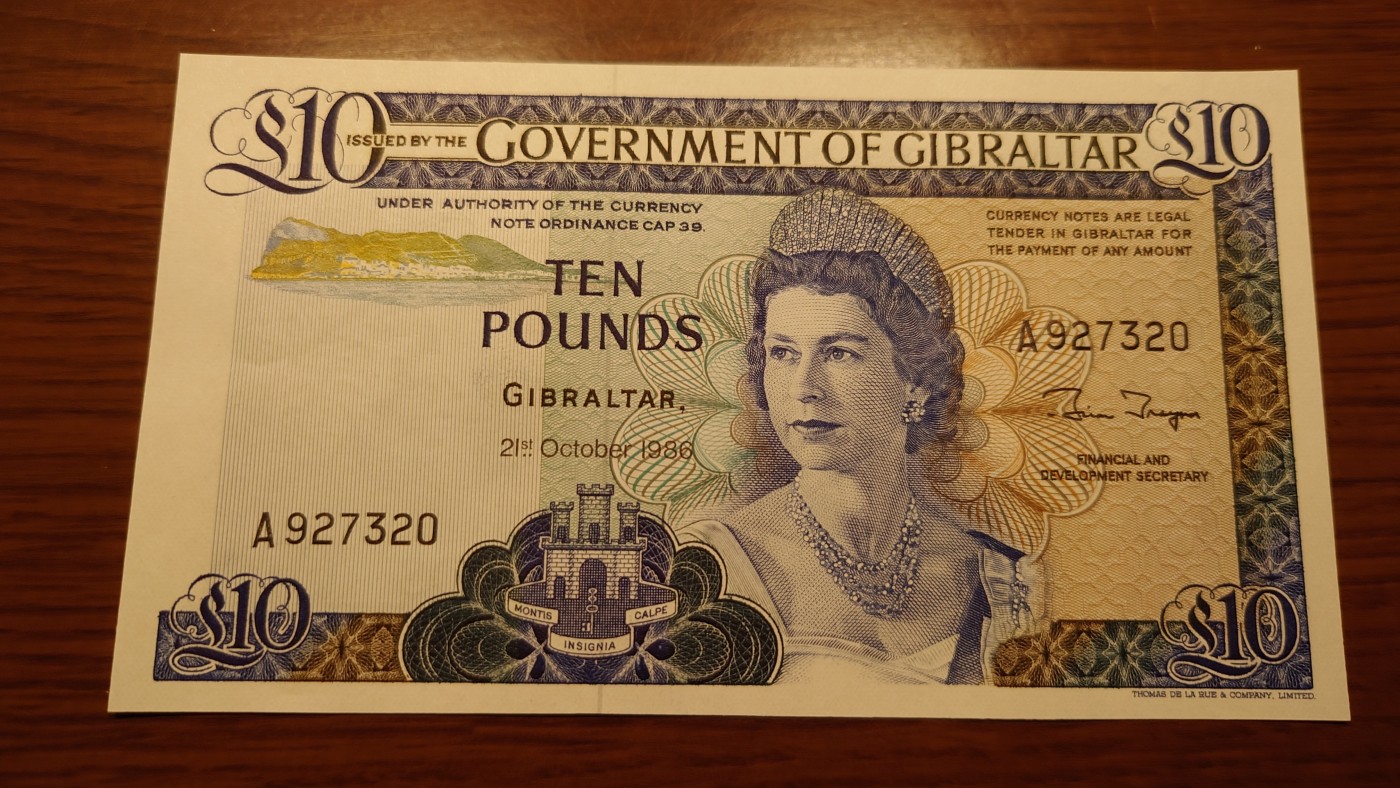 £10 ISSUED BY THE GOVERNMENT OF GIBRALTAR £10
UNDER AUTHORITY OF THE CURRENCY
NOTE ORDINANCE CAP 39.
CURRENCY NOTES ARE LEGAL
TENDER IN GIBRALTAR FOR
THE PAYMENT OF ANY AMOUNT
TEN
POUNDS
A927320
GIBRALTAR,
21st October 1986
FINANCIAL AND
DEVELOPMENT SECRETARY
A927320
MONTIS CALPE
INSIGNIA
£10
£10
THOMAS DE LA RUE & COMPANY, LIMITED.